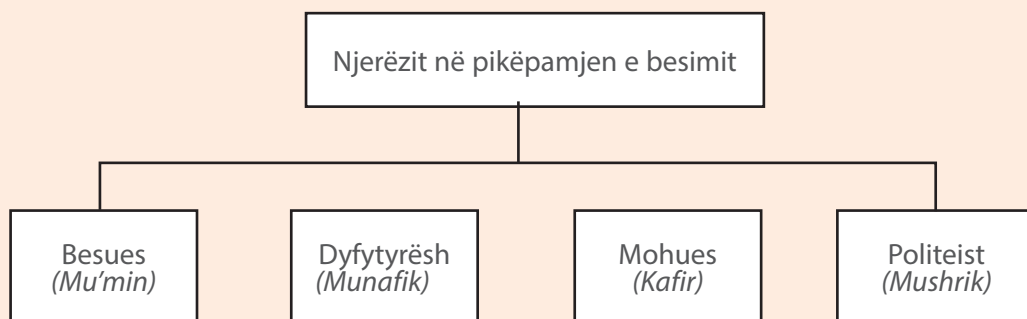 Njerëzit në pikëpamjen e besimit
Besues
(Mu’min)
Dyfytyrësh
(Munafik)
Mohues
(Kafir)
Politeist
(Mushrik)